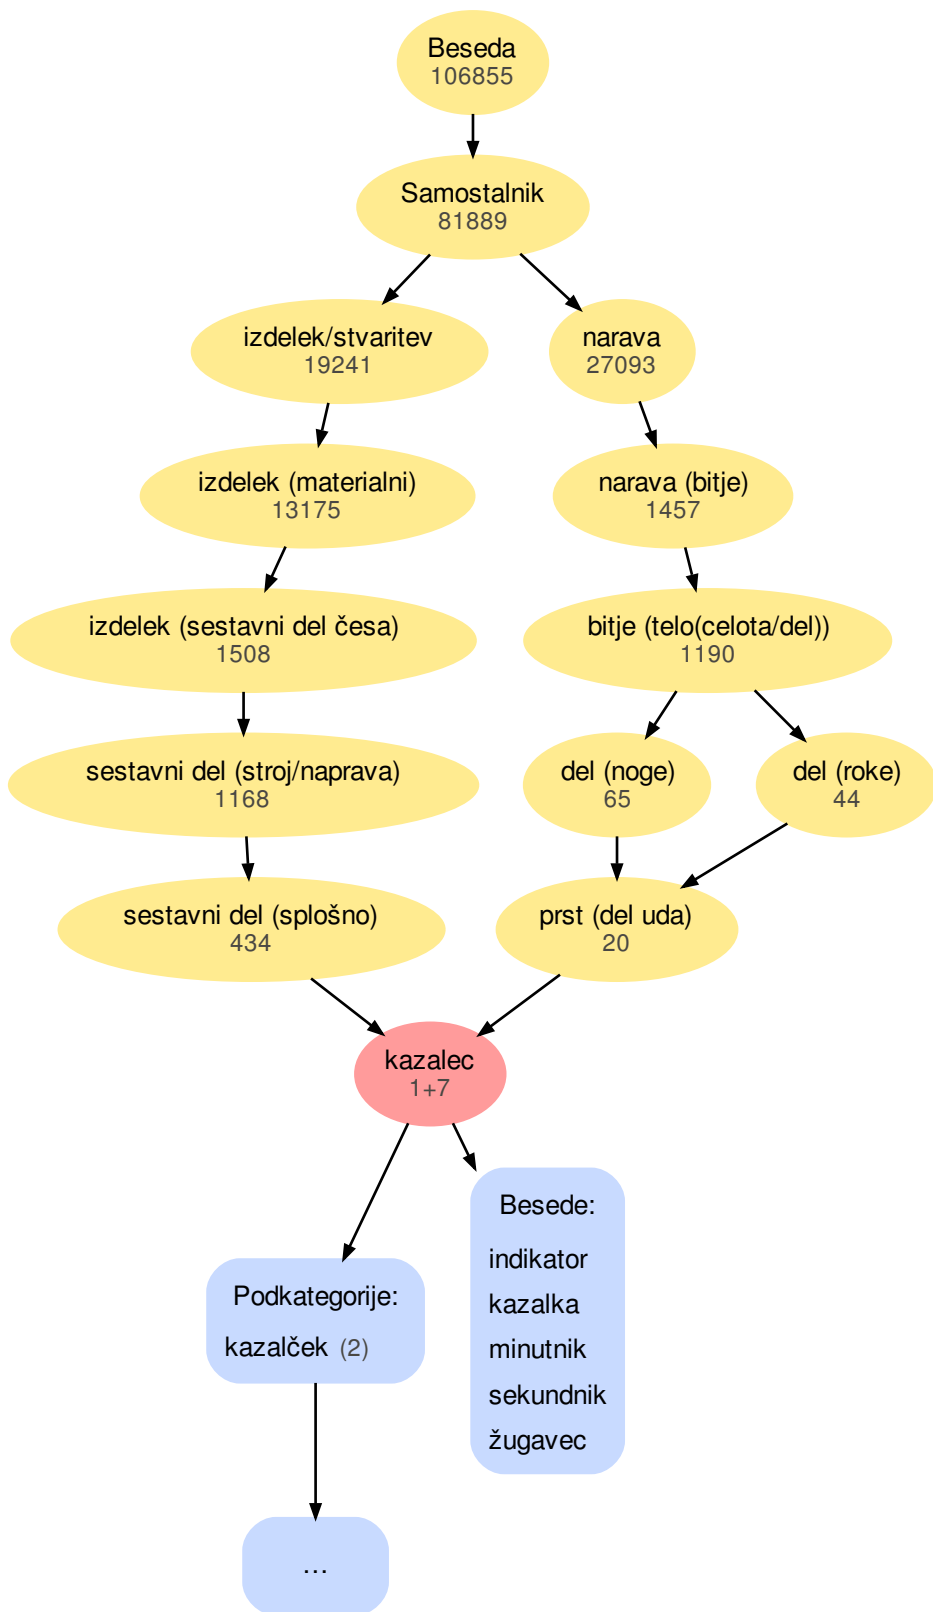 Beseda
106855
Samostalnik
81889
izdelek/stvaritev
19241
narava
27093
izdelek (materialni)
13175
narava (bitje)
1457
izdelek (sestavni del česa)
1508
bitje (telo(celota/del))
1190
sestavni del (stroj/naprava)
1168
del (noge)
65
del (roke)
44
sestavni del (splošno)
434
prst (del uda)
20
kazalec
1+7
Besede:
indikator
kazalka
minutnik
sekundnik
žugavec
Podkategorije:
kazalček (2)
...